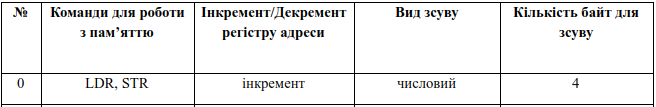 № Команди для роботи Інкремент/Декремент Вид зсуву Кількість байт для
з пам’яттю регістру адреси зсуву
0 LDR, STR інкремент числовий 4